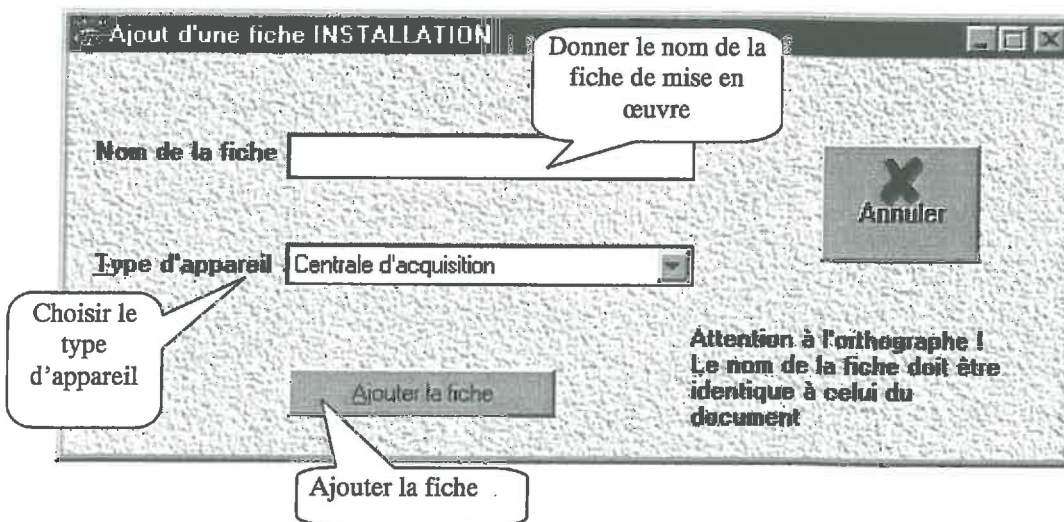 Ajout d'une fiche INSTALLATION
Donner le nom de la
fiche de mise en
œuvre
Nom de la fiche
Annuler
Type d'appareil
Centrale d'acquisition
Choisir le
type
d'appareil
Attention à l'orthographe !
Le nom de la fiche doit être
identique à celui du
document
Ajouter la fiche
Ajouter la fiche